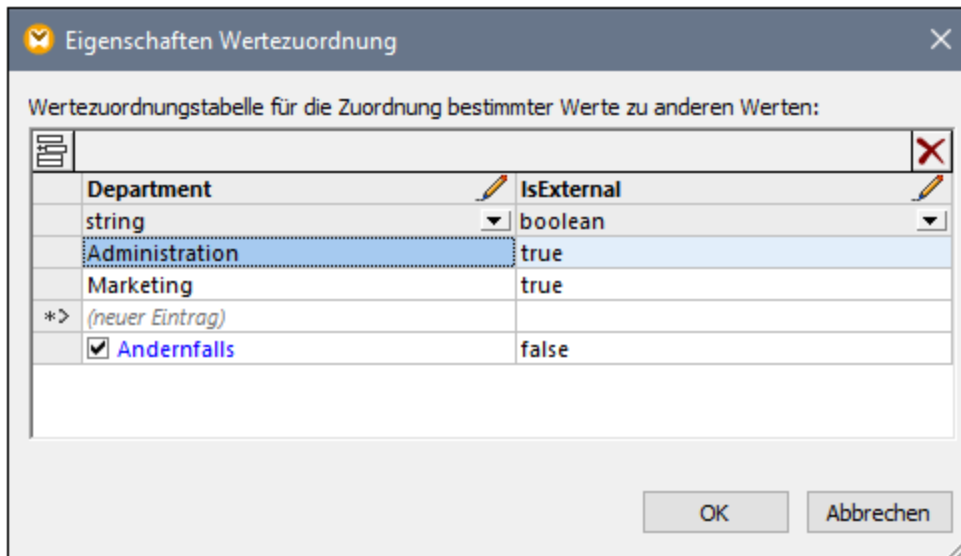 Eigenschaften Wertezuordnung
Wertezuordnungstabelle für die Zuordnung bestimmter Werte zu anderen Werten:
Department IsExternal
string boolean
Administration true
Marketing true
(neuer Eintrag)
Andernfalls false
OK Abbrechen